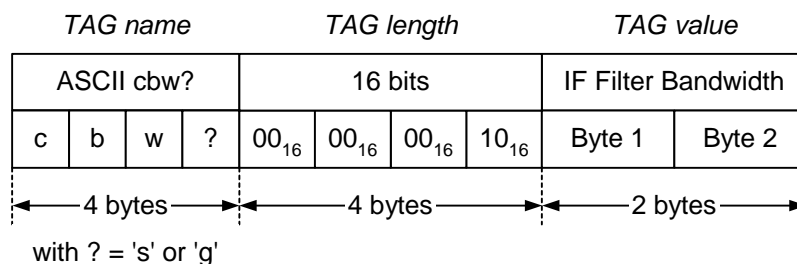 TAG name TAG length TAG value
ASCII cbw? 16 bits IF Filter Bandwidth
c b w ? 00₁₆ 00₁₆ 00₁₆ 10₁₆ Byte 1 Byte 2
4 bytes 4 bytes 2 bytes
with ? = 's' or 'g'